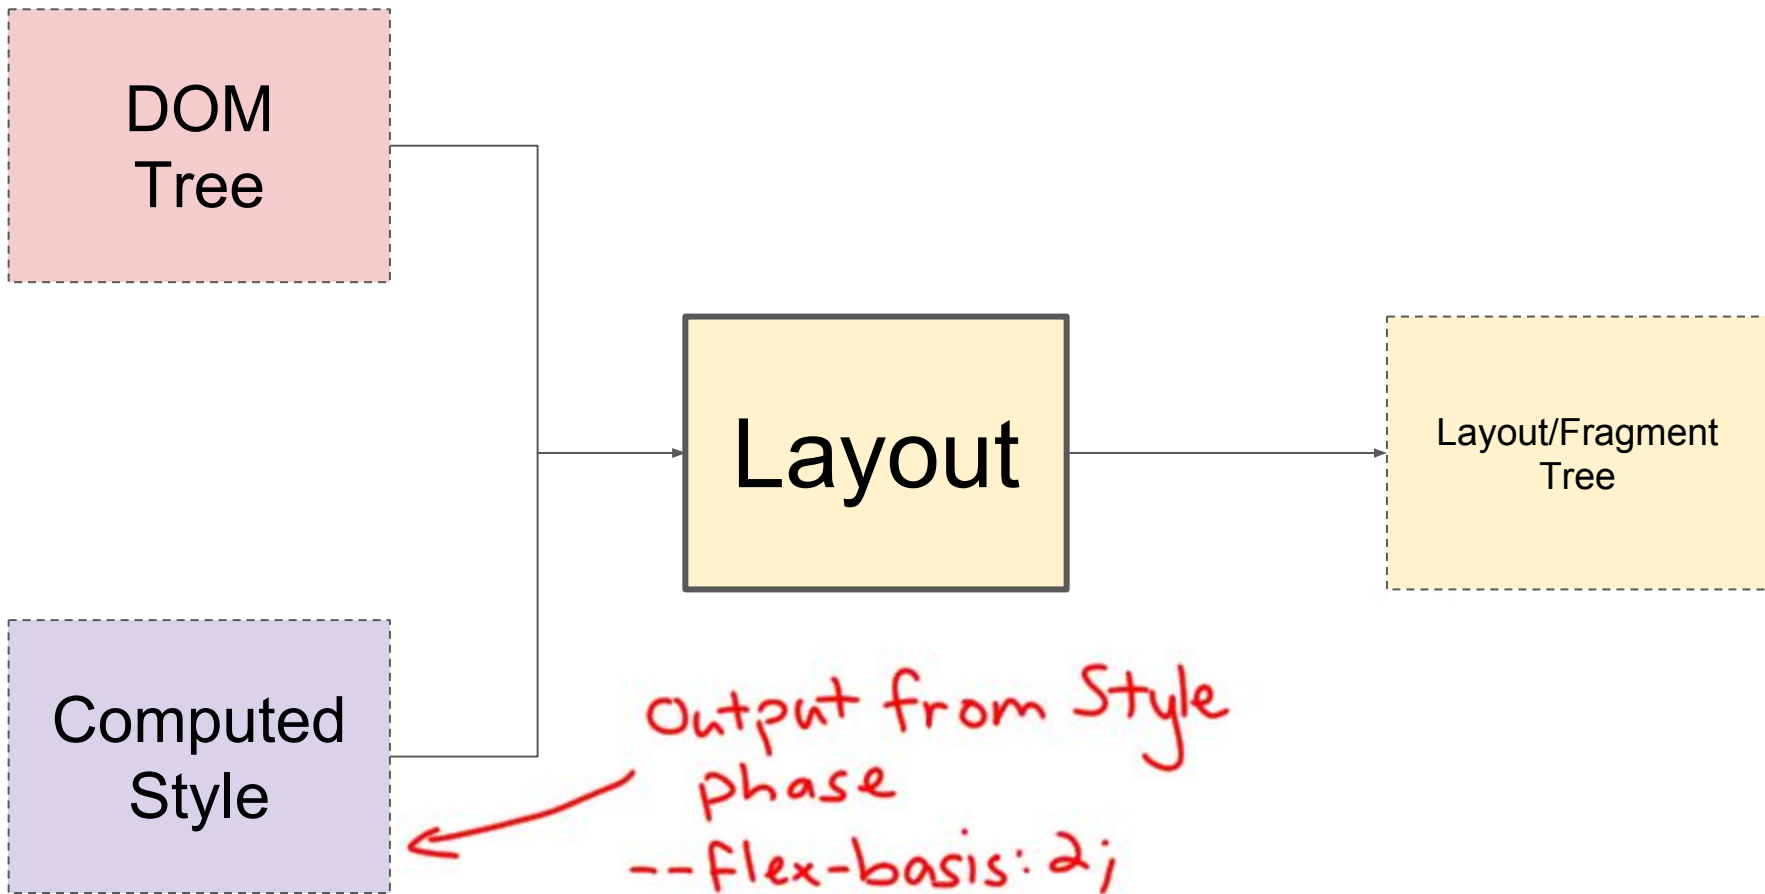 DOM
Tree
Layout
Layout/Fragment
Tree
Computed
Style
Output from Style
phase
--flex-basis: 2;